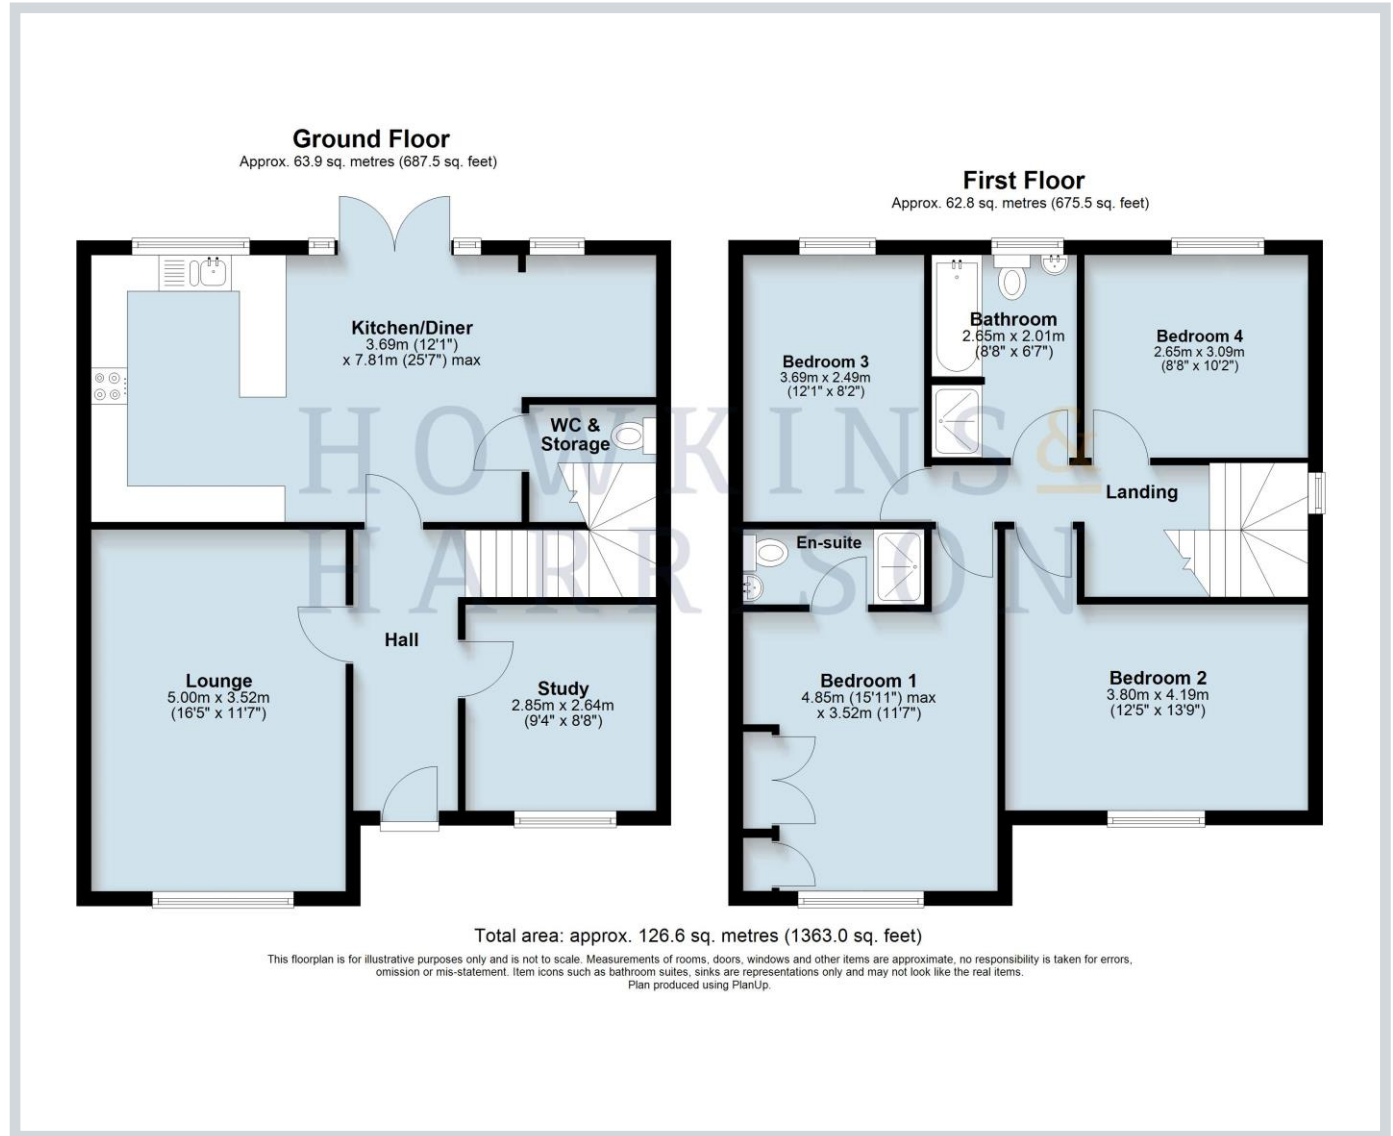 Ground Floor
Approx. 63.9 sq. metres (687.5 sq. feet)
Kitchen/Diner
3.69m (12'1")
x 7.81m (25'7") max
WC &
Storage
Lounge
5.00m x 3.52m
(16'5" x 11'7")
Hall
Study
2.85m x 2.64m
(9'4" x 8'8")
First Floor
Approx. 62.8 sq. metres (675.5 sq. feet)
Bedroom 3
3.69m x 2.49m
(12'1" x 8'2")
Bathroom
2.65m x 2.01m
(8'8" x 6'7")
Bedroom 4
2.65m x 3.09m
(8'8" x 10'2")
Landing
En-suite
Bedroom 1
4.85m (15'11") max
x 3.52m (11'7")
Bedroom 2
3.80m x 4.19m
(12'5" x 13'9")
HOWKINS &
HARRISON
Total area: approx. 126.6 sq. metres (1363.0 sq. feet)
This floorplan is for illustrative purposes only and is not to scale. Measurements of rooms, doors, windows and other items are approximate, no responsibility is taken for errors,
omission or mis-statement. Item icons such as bathroom suites, sinks are representations only and may not look like the real items.
Plan produced using PlanUp.